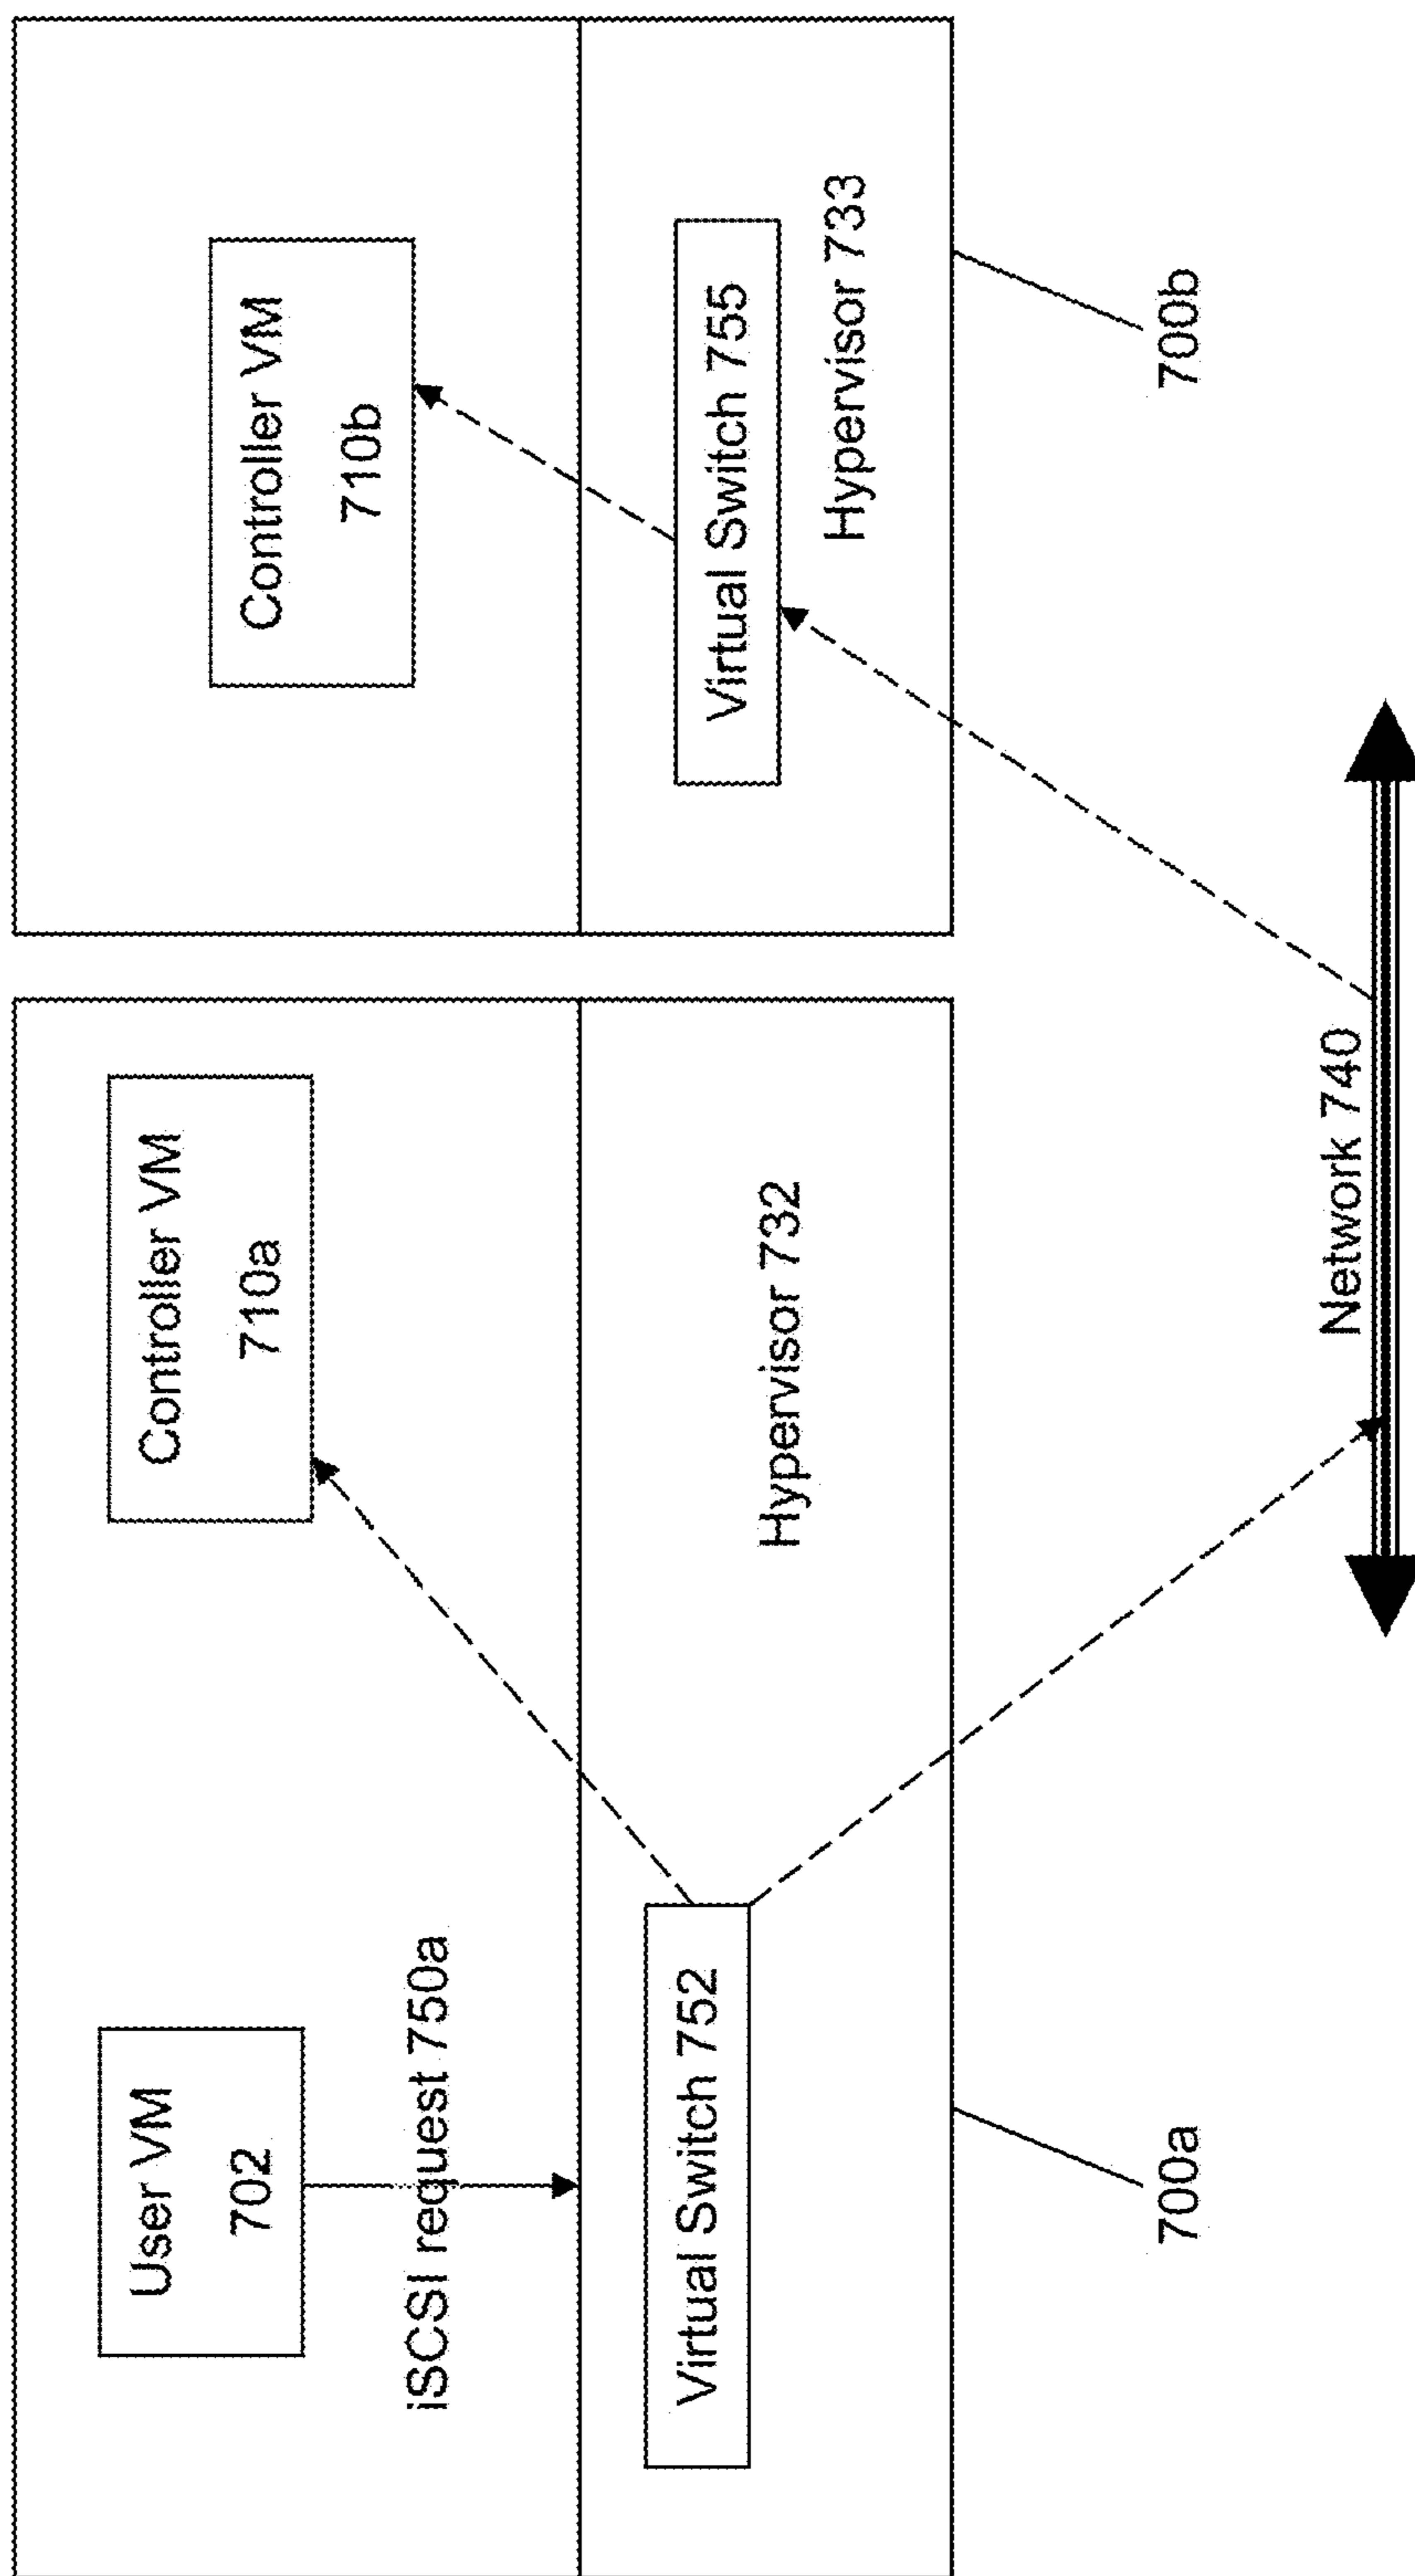 User VM
702
Controller VM
710a
Controller VM
710b
iSCSI request 750a
Virtual Switch 752
Hypervisor 732
Virtual Switch 755
Hypervisor 733
700a
700b
Network 740